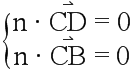 n · C͞D⃗ = 0
n · C͞B⃗ = 0